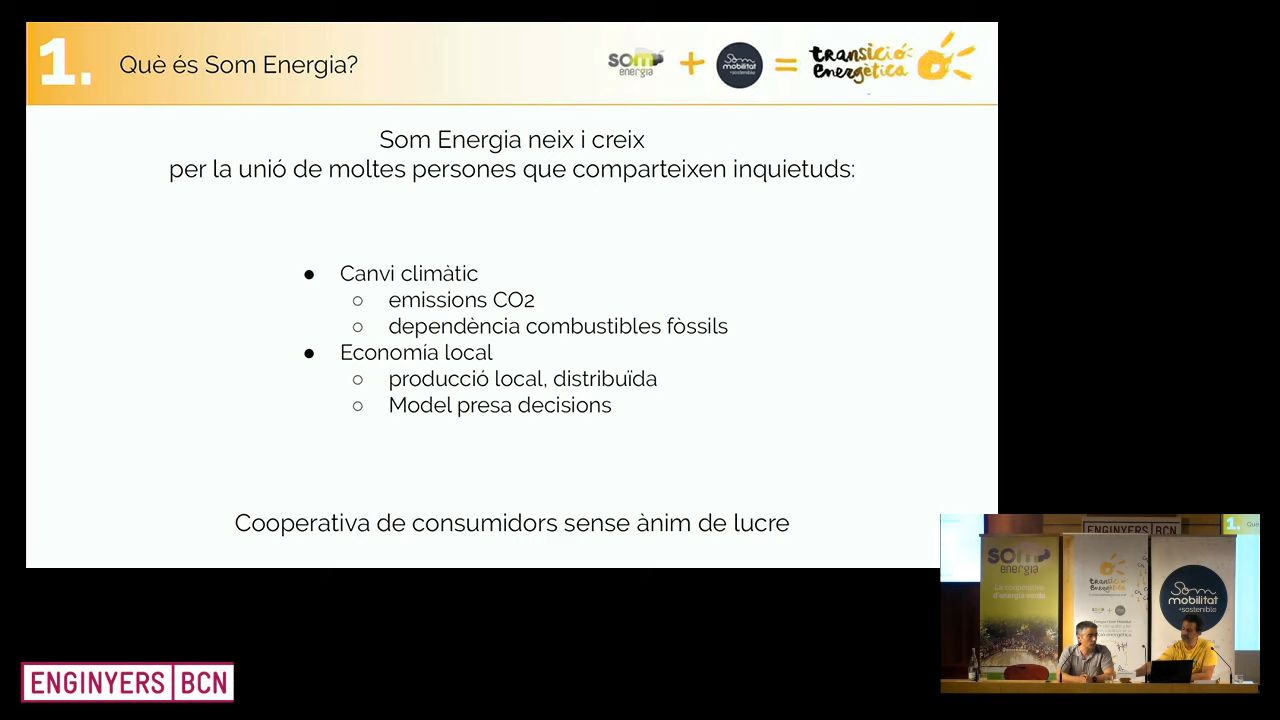 1.
Què és Som Energia?
som
energia
+
Som
mobilitat
+sostenible
=
transició
energètica
Som Energia neix i creix
per la unió de moltes persones que comparteixen inquietuds:
● Canvi climàtic
○ emissions CO2
○ dependència combustibles fòssils
● Economía local
○ producció local, distribuïda
○ Model presa decisions
Cooperativa de consumidors sense ànim de lucre
ENGINYERS BCN
1.
som
energia
La cooperativa
d'energia verda
transició
energètica
Som
mobilitat
+sostenible
ENGINYERS BCN